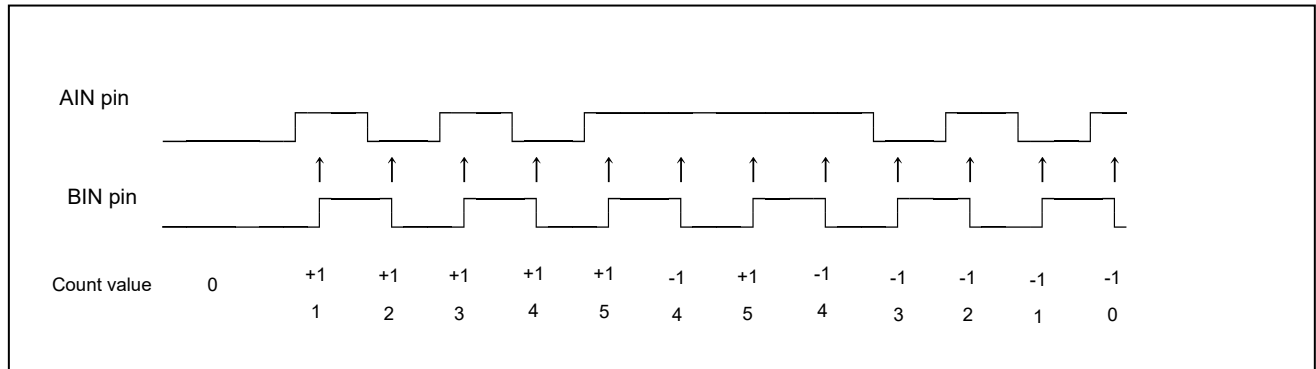 AIN pin
BIN pin
Count value 0 +1 +1 +1 +1 +1 -1 +1 -1 -1 -1 -1 -1
1 2 3 4 5 4 5 4 3 2 1 0